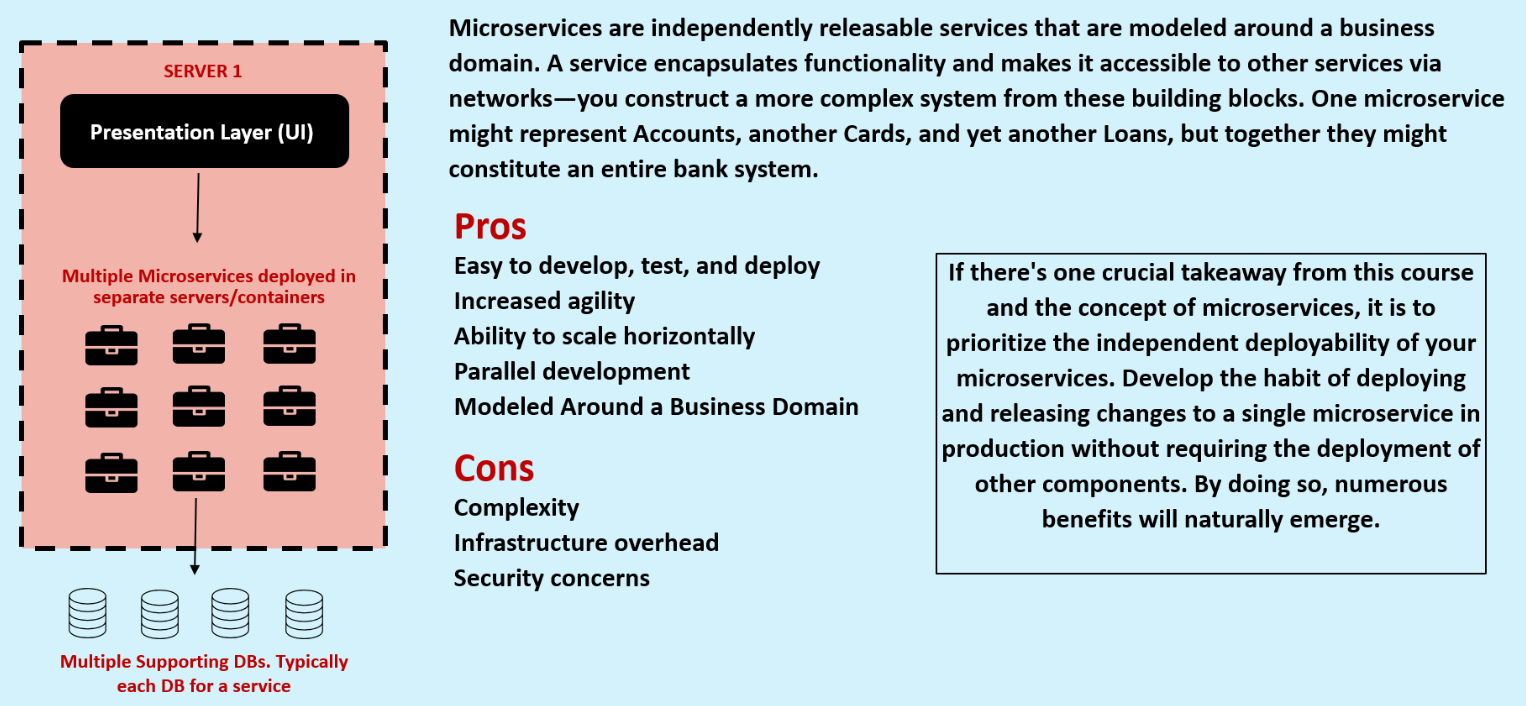 SERVER 1
Presentation Layer (UI)
Multiple Microservices deployed in
separate servers/containers
Multiple Supporting DBs. Typically
each DB for a service
Microservices are independently releasable services that are modeled around a business
domain. A service encapsulates functionality and makes it accessible to other services via
networks—you construct a more complex system from these building blocks. One microservice
might represent Accounts, another Cards, and yet another Loans, but together they might
constitute an entire bank system.
Pros
Easy to develop, test, and deploy
Increased agility
Ability to scale horizontally
Parallel development
Modeled Around a Business Domain
Cons
Complexity
Infrastructure overhead
Security concerns
If there's one crucial takeaway from this course
and the concept of microservices, it is to
prioritize the independent deployability of your
microservices. Develop the habit of deploying
and releasing changes to a single microservice in
production without requiring the deployment of
other components. By doing so, numerous
benefits will naturally emerge.